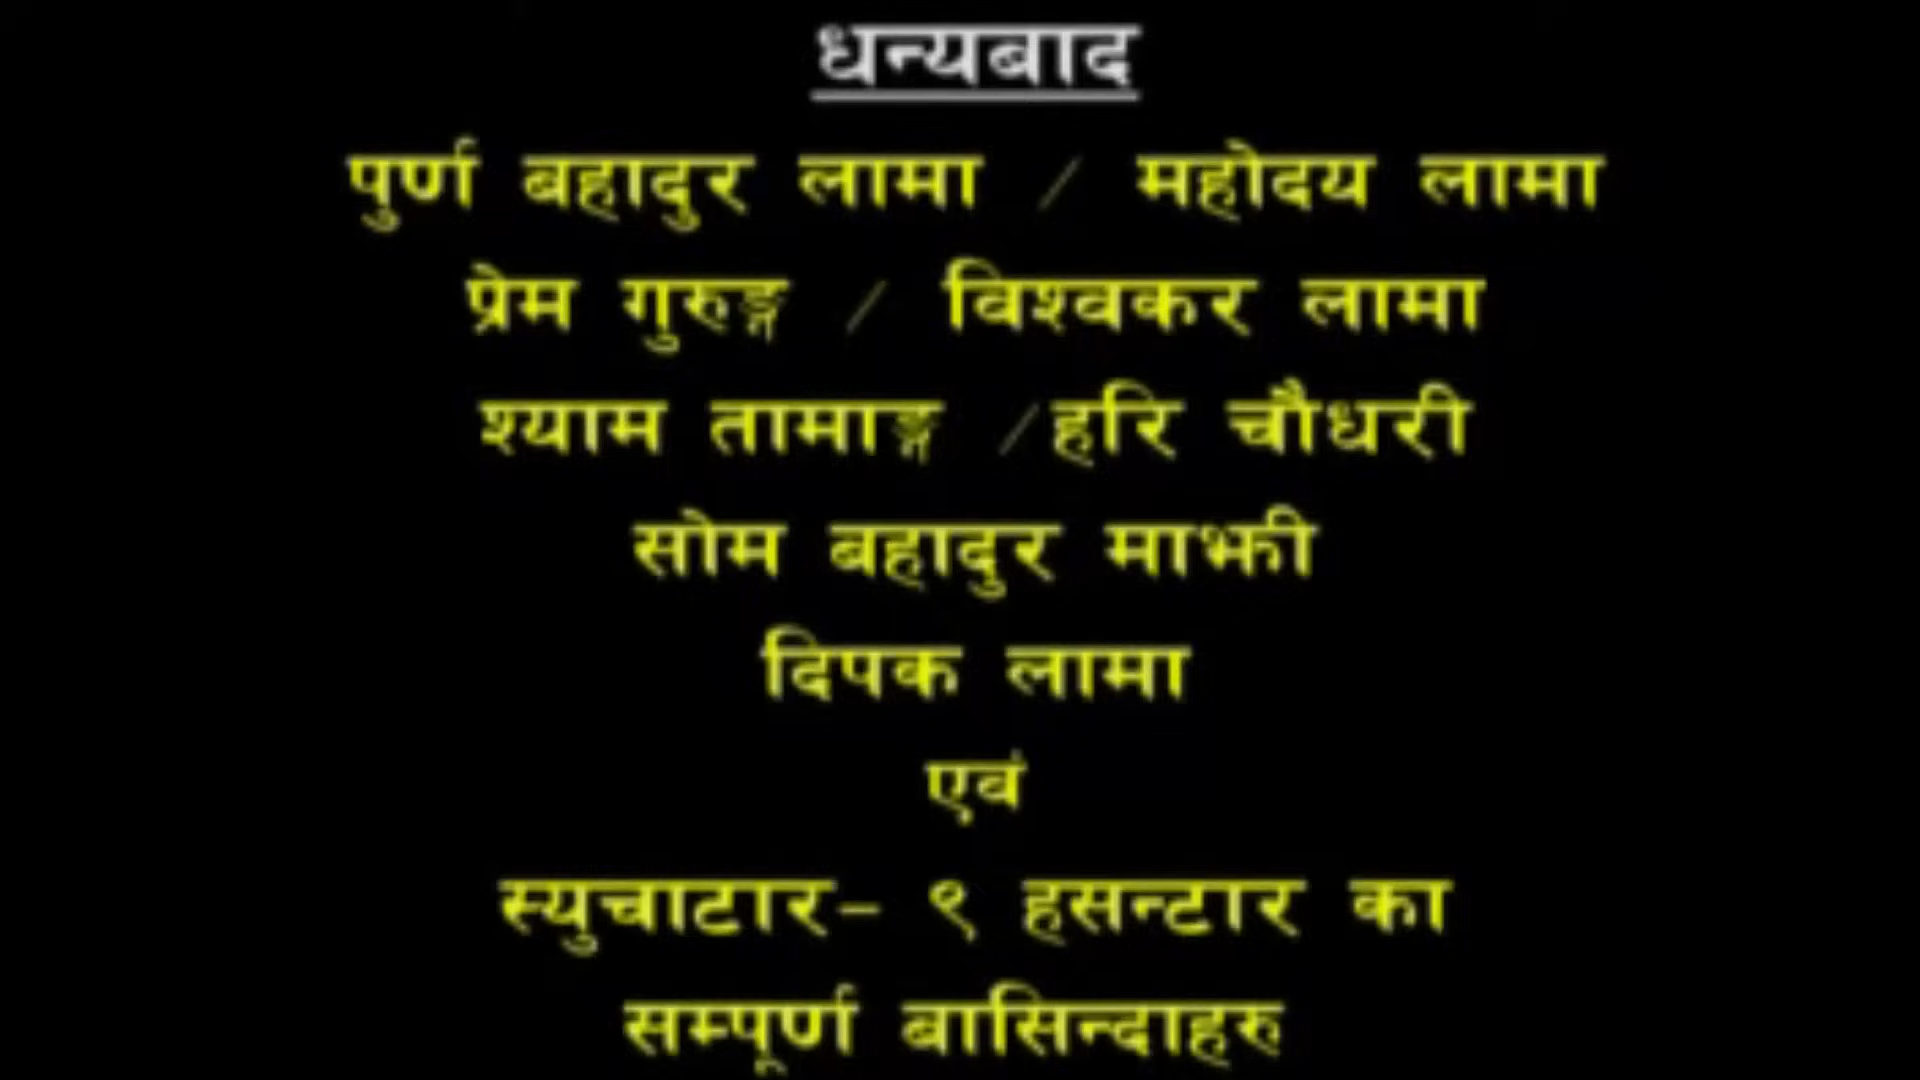 धन्यबाद
पुर्ण बहादुर लामा / महोदय लामा
प्रेम गुरुङ्ग / विश्वकर लामा
श्याम तामाङ्ग /हरि चौधरी
सोम बहादुर माझी
दिपक लामा
एवं
स्युचाटार- ९ हसन्टार का
सम्पूर्ण बासिन्दाहरु